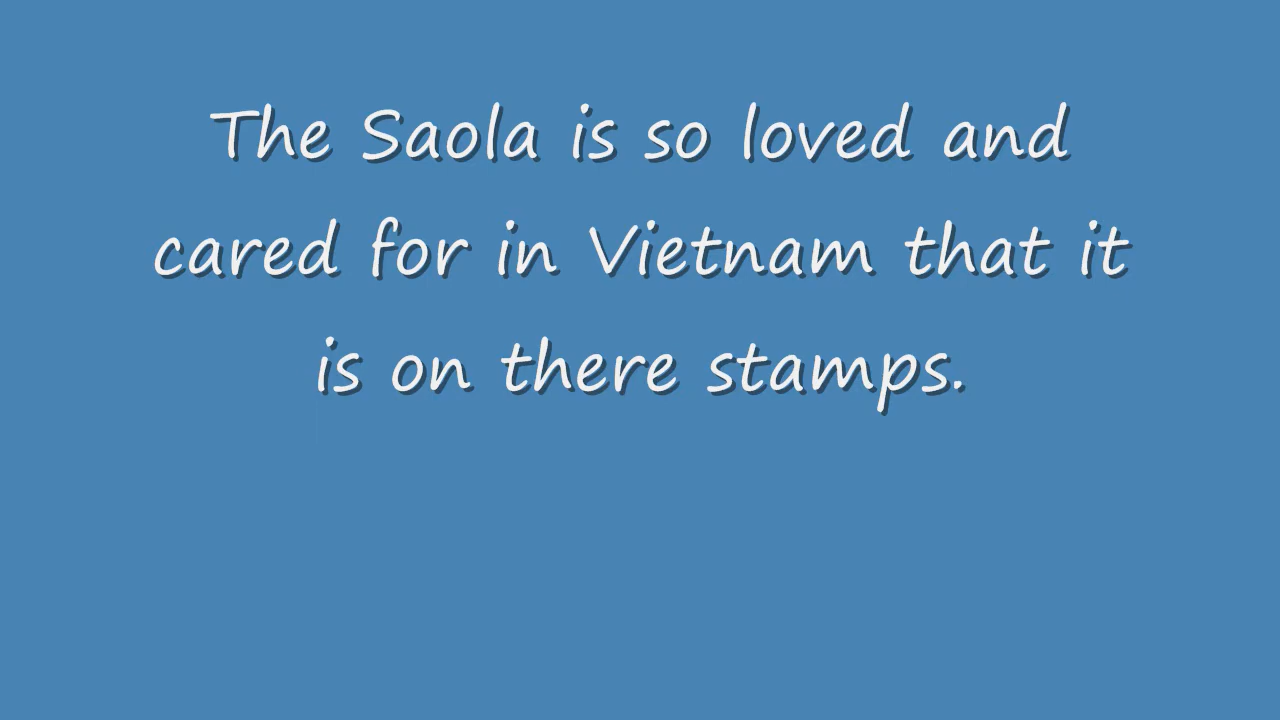 The Saola is so loved and
cared for in Vietnam that it
is on there stamps.